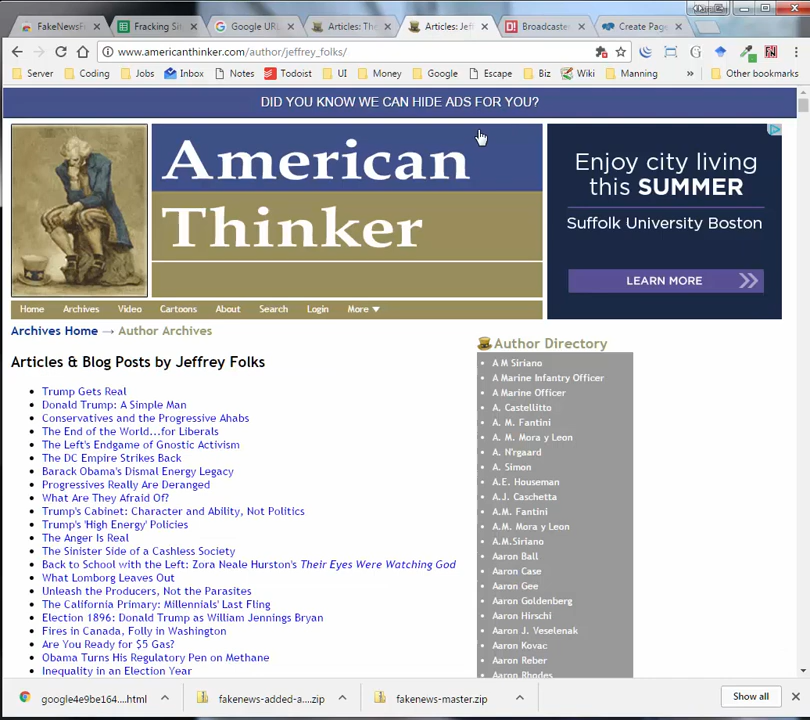 FakeNewsFi
Fracking Sit
Google URL
Articles: The
Articles: Jef
Broadcaste
Create Page
www.americanthinker.com/author/jeffrey_folks/
Server
Coding
Jobs
Inbox
Notes
Todoist
UI
Money
Google
Escape
Biz
Wiki
Manning
»
Other bookmarks
DID YOU KNOW WE CAN HIDE ADS FOR YOU?
American
Thinker
Enjoy city living
this SUMMER
Suffolk University Boston
LEARN MORE
Home
Archives
Video
Cartoons
About
Search
Login
More ▼
Archives Home → Author Archives
Articles & Blog Posts by Jeffrey Folks
• Trump Gets Real
• Donald Trump: A Simple Man
• Conservatives and the Progressive Ahabs
• The End of the World...for Liberals
• The Left's Endgame of Gnostic Activism
• The DC Empire Strikes Back
• Barack Obama's Dismal Energy Legacy
• Progressives Really Are Deranged
• What Are They Afraid Of?
• Trump's Cabinet: Character and Ability, Not Politics
• Trump's 'High Energy' Policies
• The Anger Is Real
• The Sinister Side of a Cashless Society
• Back to School with the Left: Zora Neale Hurston's Their Eyes Were Watching God
• What Lomborg Leaves Out
• Unleash the Producers, Not the Parasites
• The California Primary: Millennials' Last Fling
• Election 1896: Donald Trump as William Jennings Bryan
• Fires in Canada, Folly in Washington
• Are You Ready for $5 Gas?
• Obama Turns His Regulatory Pen on Methane
• Inequality in an Election Year
Author Directory
• A M Siriano
• A Marine Infantry Officer
• A Marine Officer
• A. Castellitto
• A. M. Fantini
• A. M. Mora y Leon
• A. N'rgaard
• A. Simon
• A.E. Houseman
• A.J. Caschetta
• A.M. Fantini
• A.M. Mora y Leon
• A.M.Siriano
• Aaron Ball
• Aaron Case
• Aaron Gee
• Aaron Goldenberg
• Aaron Hirschi
• Aaron J. Veselenak
• Aaron Kovac
• Aaron Reber
• Aaron Rhodes
google4e9be164....html
fakenews-added-a....zip
fakenews-master.zip
Show all